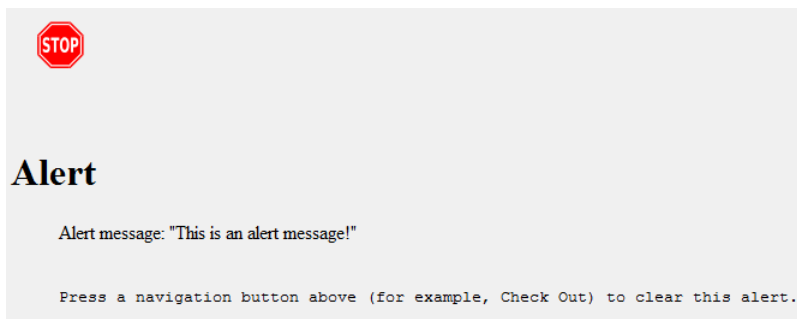 STOP
Alert
Alert message: "This is an alert message!"
Press a navigation button above (for example, Check Out) to clear this alert.